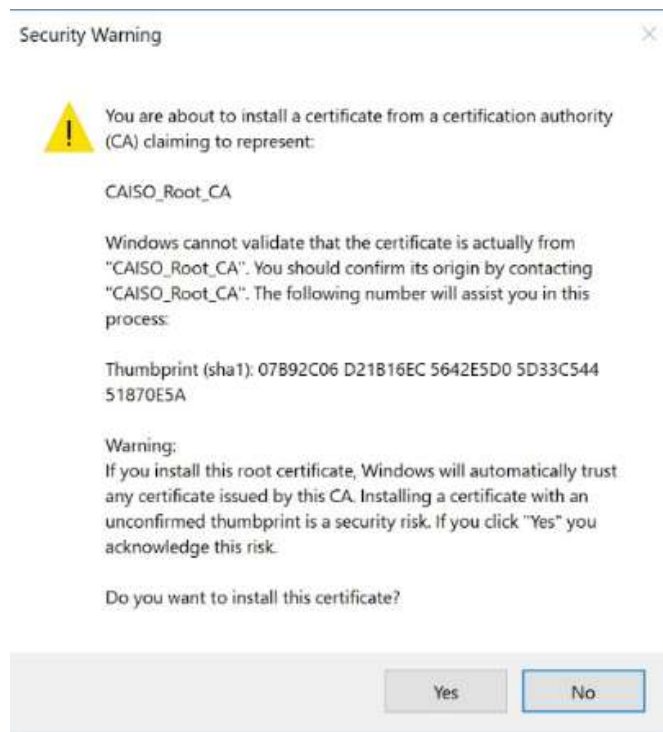 Security Warning
You are about to install a certificate from a certification authority
(CA) claiming to represent:
CAISO_Root_CA
Windows cannot validate that the certificate is actually from
"CAISO_Root_CA". You should confirm its origin by contacting
"CAISO_Root_CA". The following number will assist you in this
process:
Thumbprint (sha1): 07B92C06 D21B16EC 5642E5D0 5D33C544
51870E5A
Warning:
If you install this root certificate, Windows will automatically trust
any certificate issued by this CA. Installing a certificate with an
unconfirmed thumbprint is a security risk. If you click "Yes" you
acknowledge this risk.
Do you want to install this certificate?
Yes No